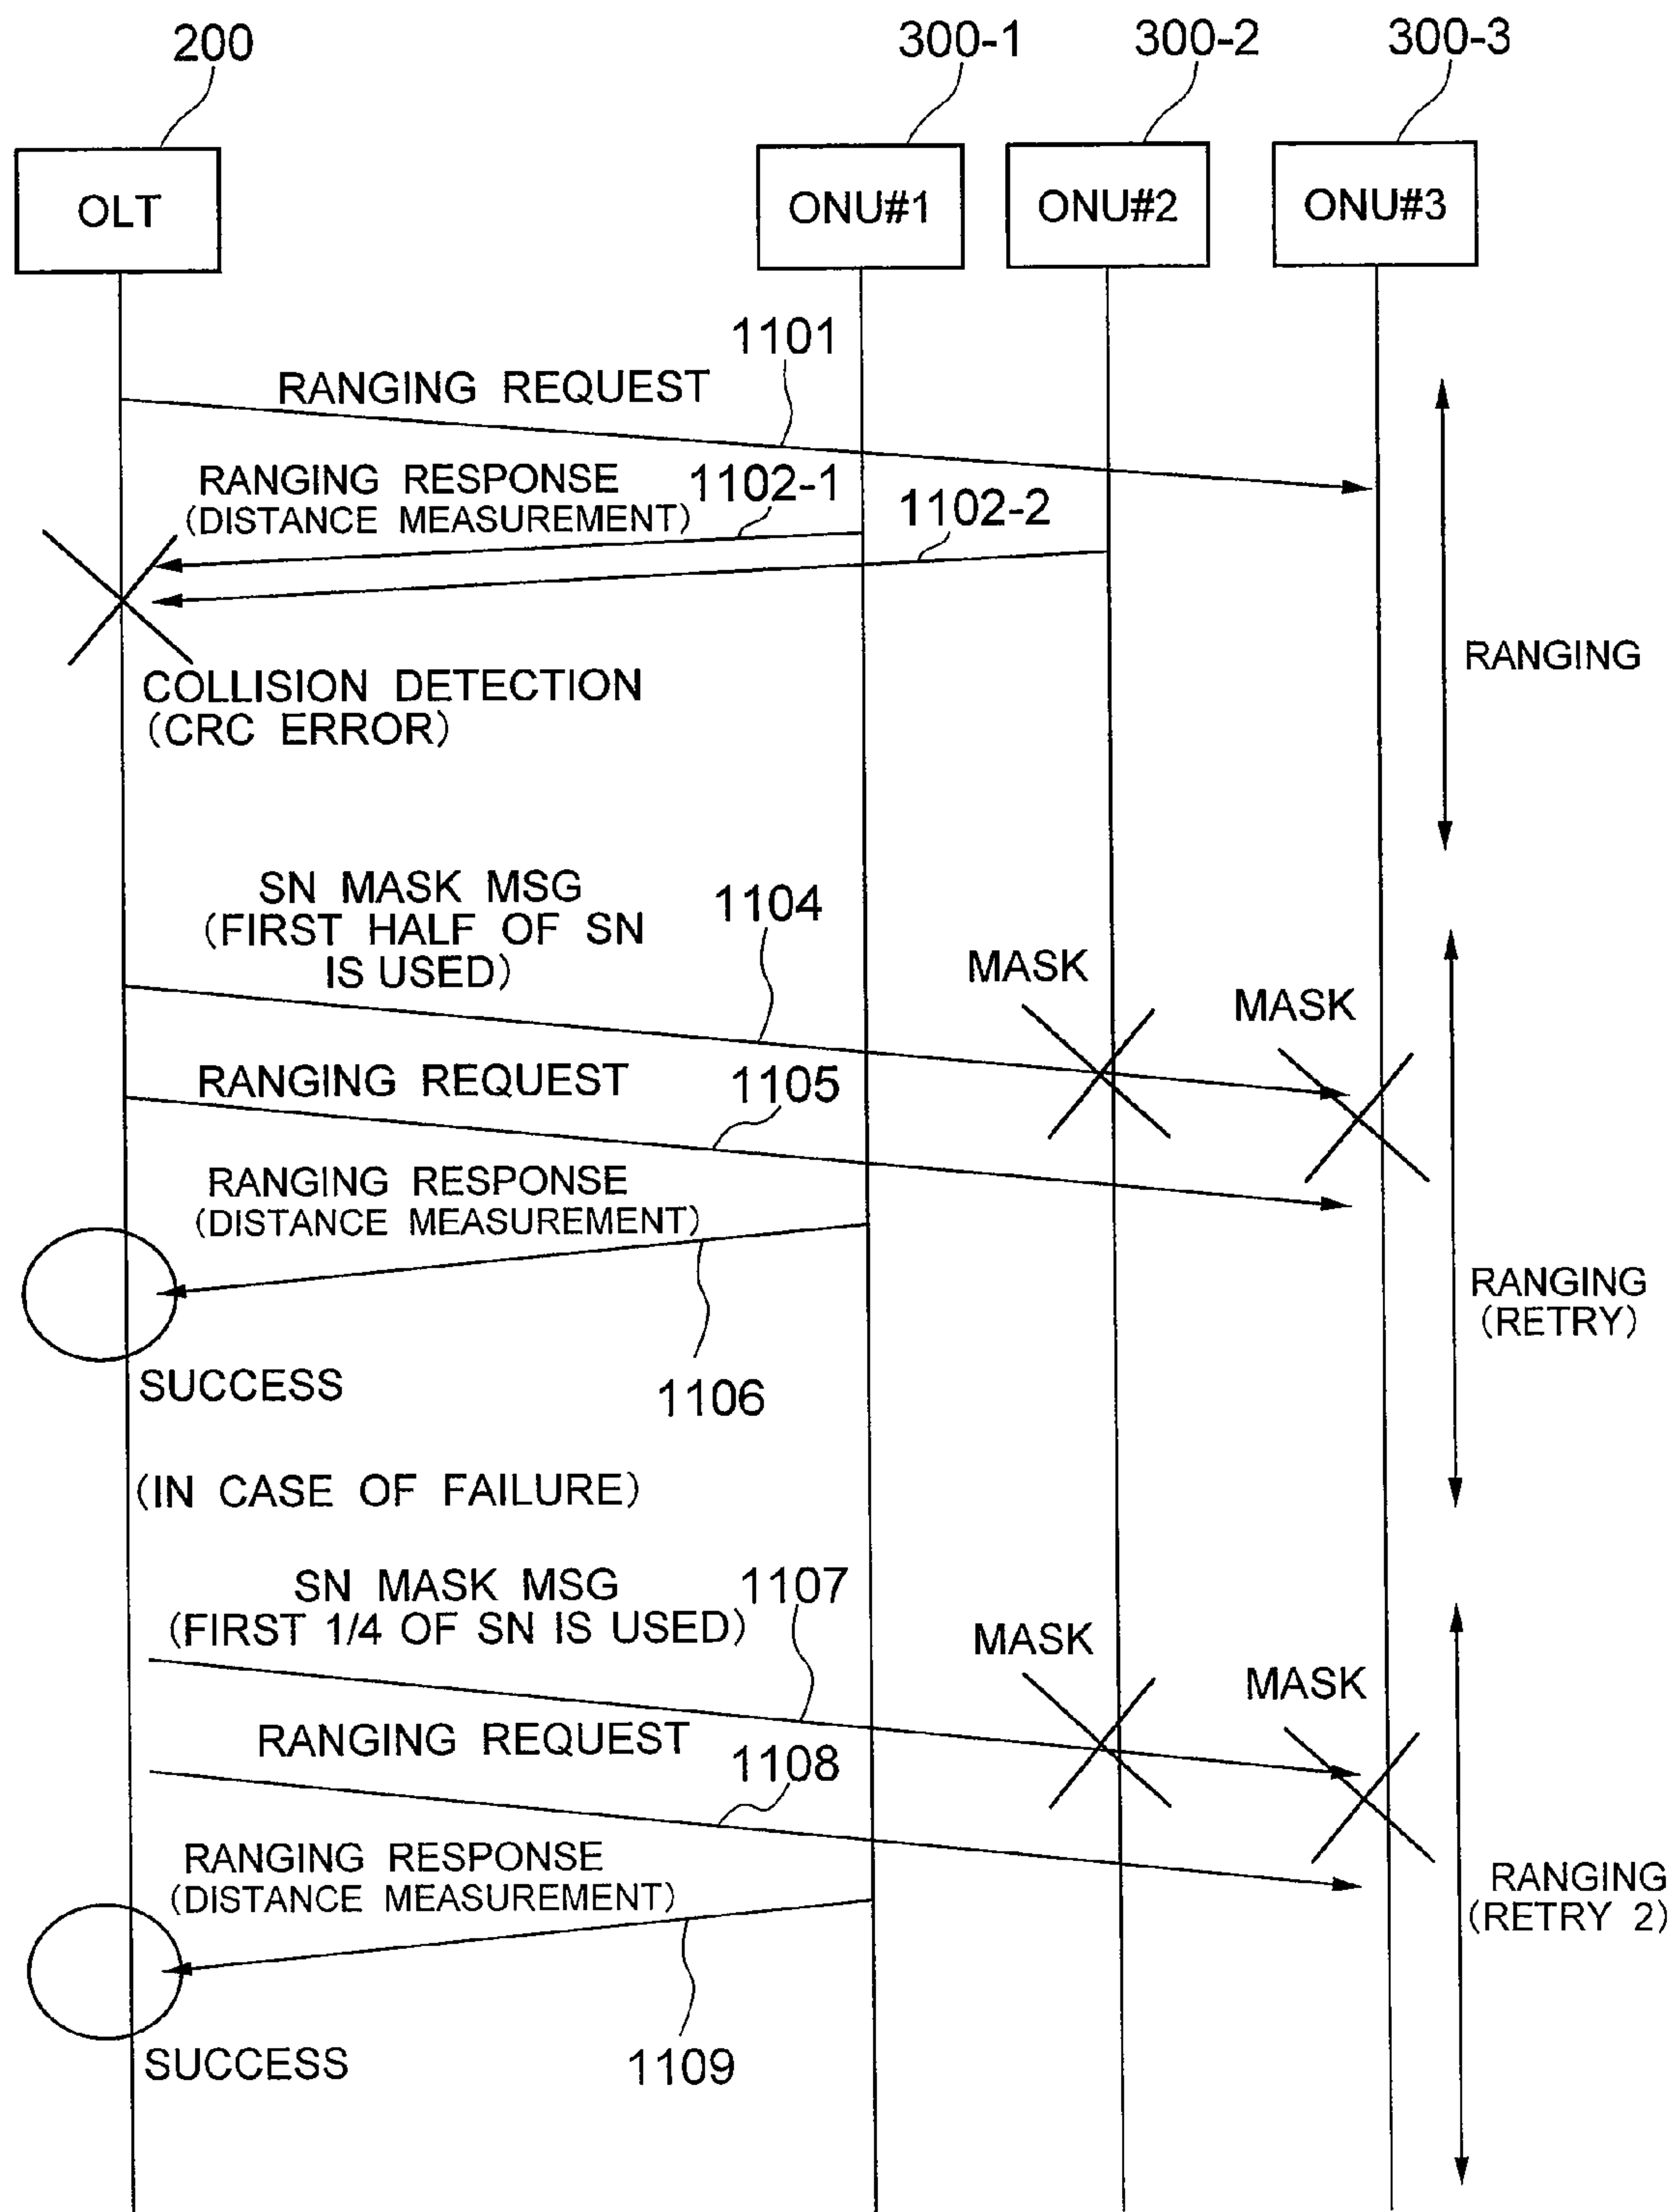 200
300-1
300-2
300-3
OLT
ONU#1
ONU#2
ONU#3
1101
RANGING REQUEST
RANGING RESPONSE
(DISTANCE MEASUREMENT)
1102-1
1102-2
COLLISION DETECTION
(CRC ERROR)
RANGING
SN MASK MSG
(FIRST HALF OF SN
IS USED)
1104
MASK
MASK
RANGING REQUEST
1105
RANGING RESPONSE
(DISTANCE MEASUREMENT)
RANGING
(RETRY)
SUCCESS
1106
(IN CASE OF FAILURE)
SN MASK MSG
(FIRST 1/4 OF SN IS USED)
1107
MASK
MASK
RANGING REQUEST
1108
RANGING RESPONSE
(DISTANCE MEASUREMENT)
RANGING
(RETRY 2)
SUCCESS
1109